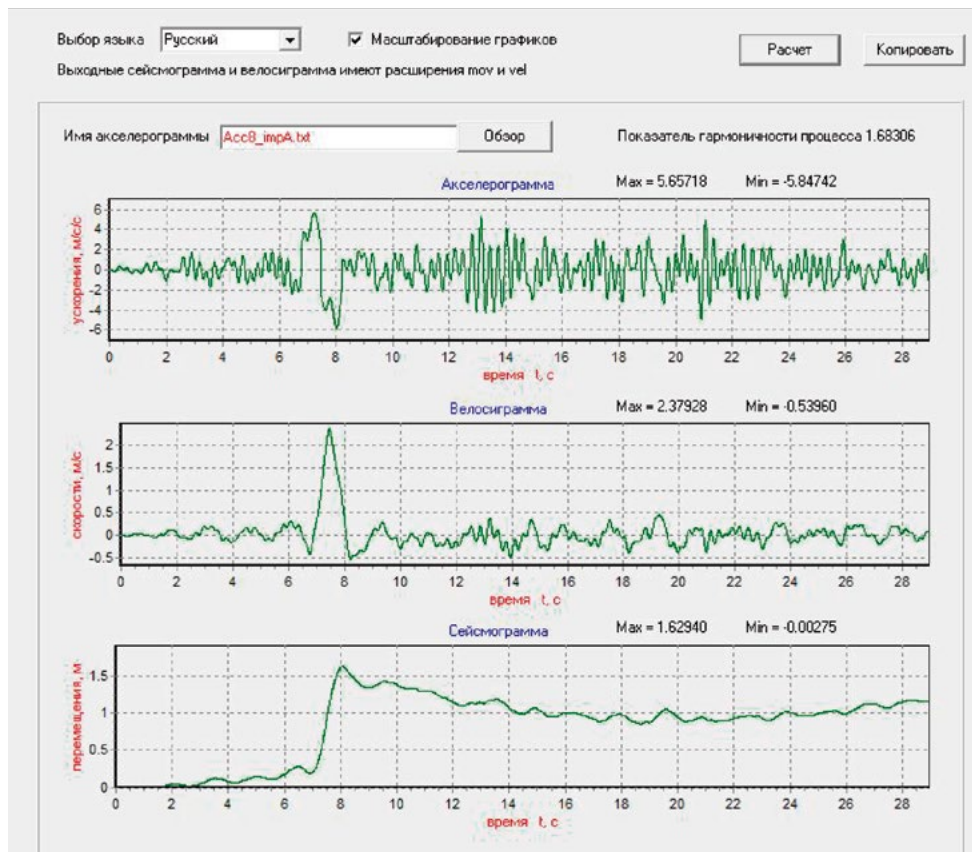 Выбор языка Русский Масштабирование графиков Расчет Копировать
Выходные сейсмограмма и велосиграмма имеют расширения mov и vel
Имя акселерограммы Acc8_impA.txt Обзор Показатель гармоничности процесса 1.68306
Акселерограмма Max = 5.65718 Min = -5.84742
ускорения, м/с/с
6
4
2
0
-2
-4
-6
0 2 4 6 8 10 12 14 16 18 20 22 24 26 28
время t, с
Велосиграмма Max = 2.37928 Min = -0.53960
скорости, м/с
2
1.5
1
0.5
0
-0.5
0 2 4 6 8 10 12 14 16 18 20 22 24 26 28
время t, с
Сейсмограмма Max = 1.62940 Min = -0.00275
перемещения, м
1.5
1
0.5
0
0 2 4 6 8 10 12 14 16 18 20 22 24 26 28
время t, с